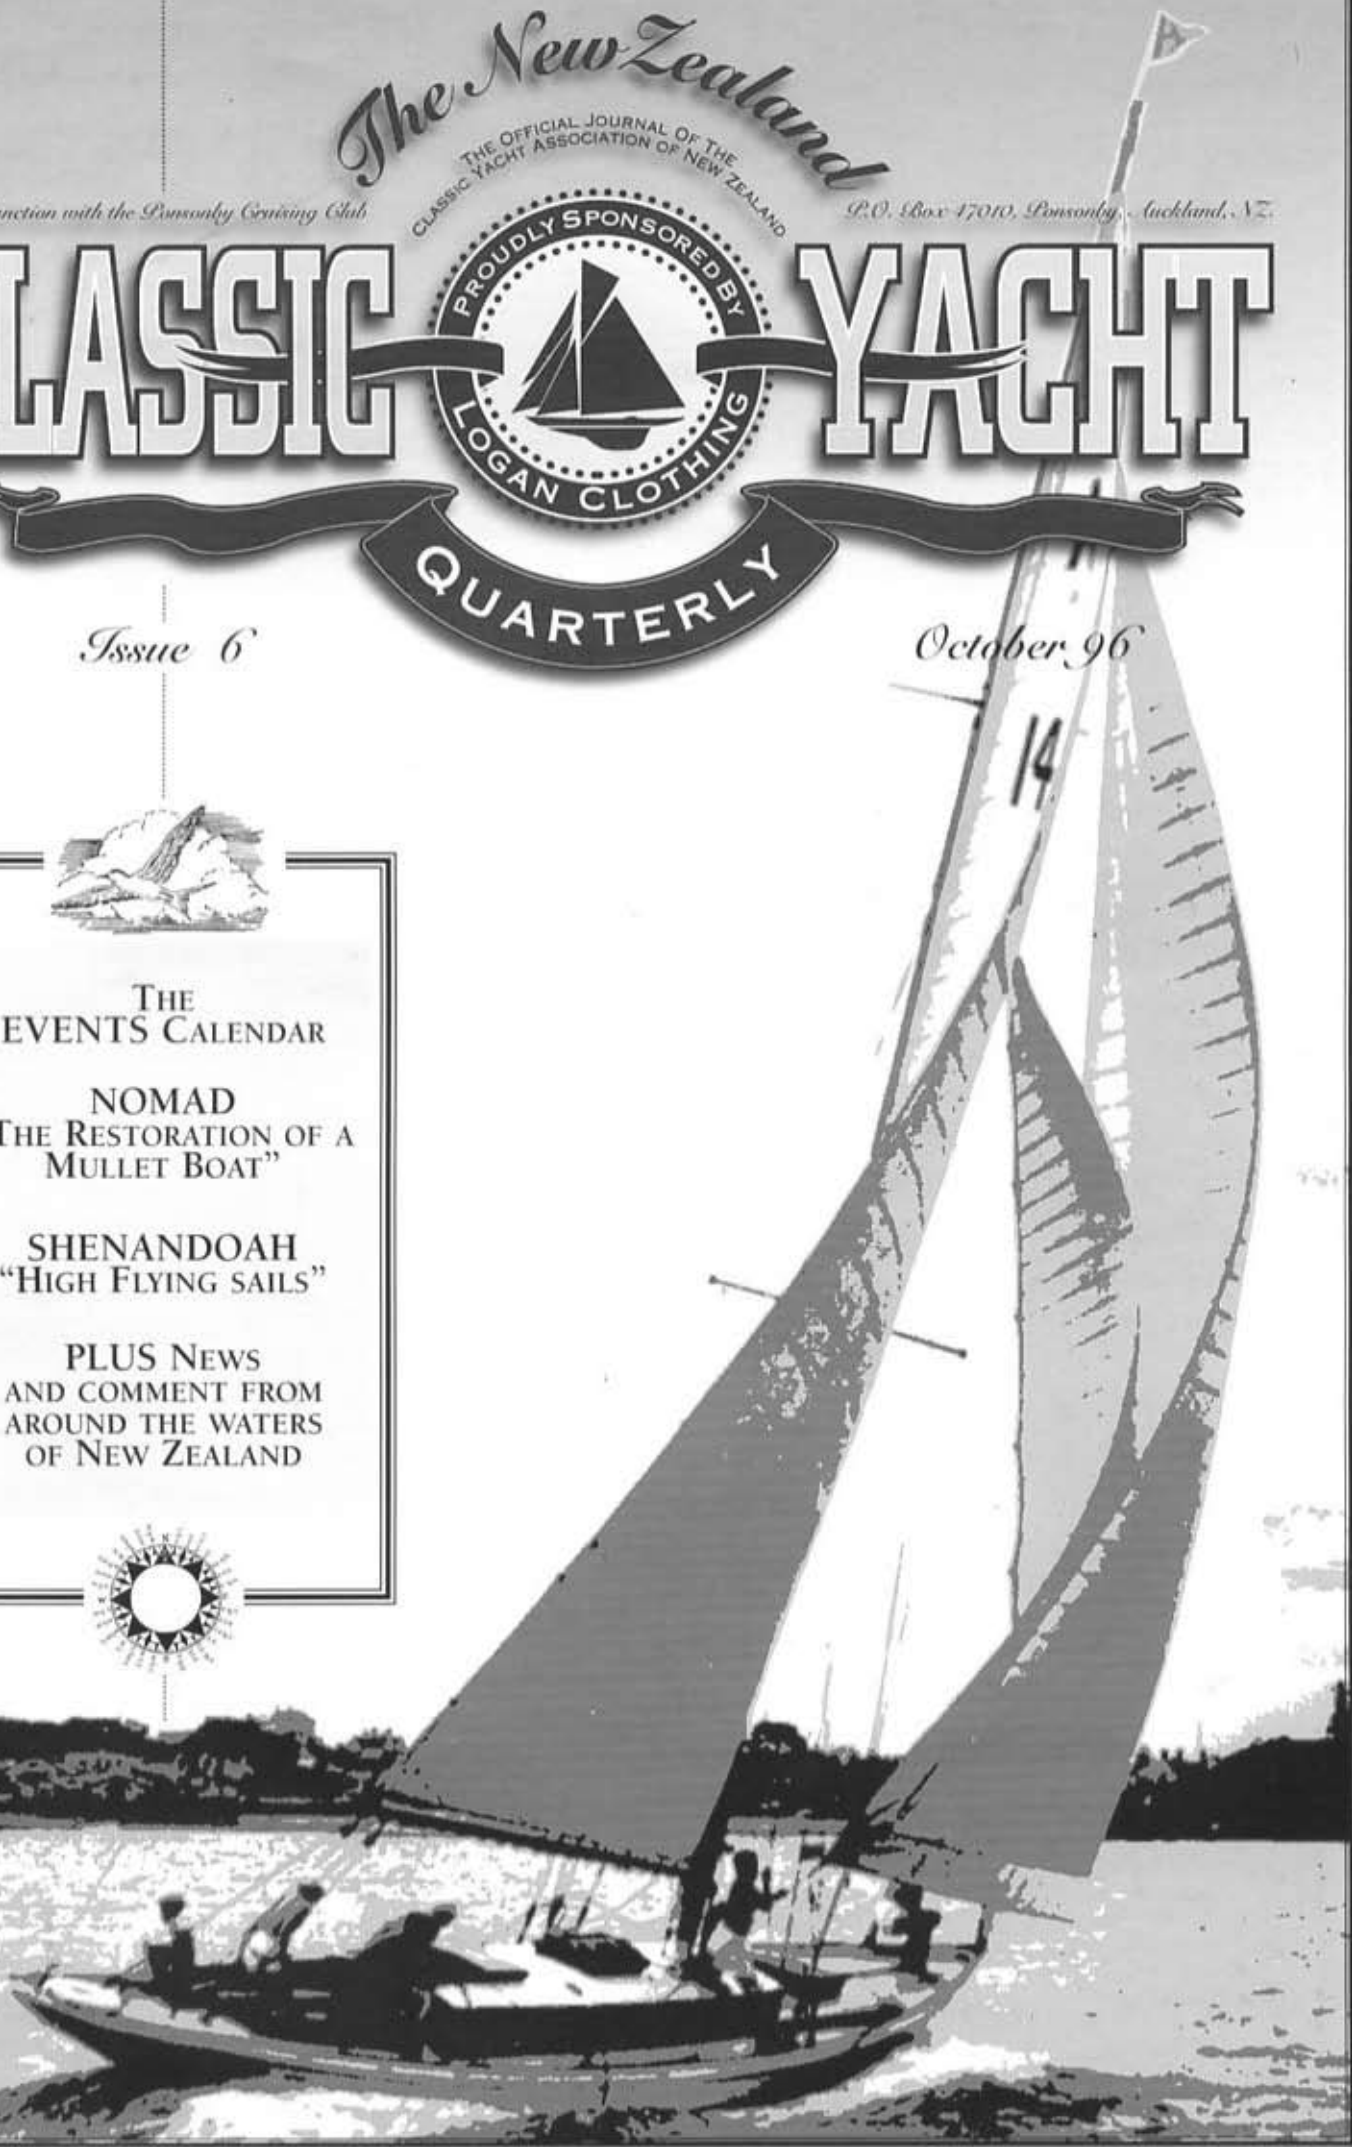 The New Zealand
THE OFFICIAL JOURNAL OF THE
CLASSIC YACHT ASSOCIATION OF NEW ZEALAND
nction with the Ponsonby Cruising Club
P.O. Box 47010, Ponsonby, Auckland, NZ.
LASSIC
YACHT
PROUDLY SPONSORED BY
LOGAN CLOTHING
QUARTERLY
Issue 6
October 96
A
14
THE
EVENTS CALENDAR
NOMAD
THE RESTORATION OF A
MULLET BOAT”
SHENANDOAH
“HIGH FLYING SAILS”
PLUS NEWS
AND COMMENT FROM
AROUND THE WATERS
OF NEW ZEALAND